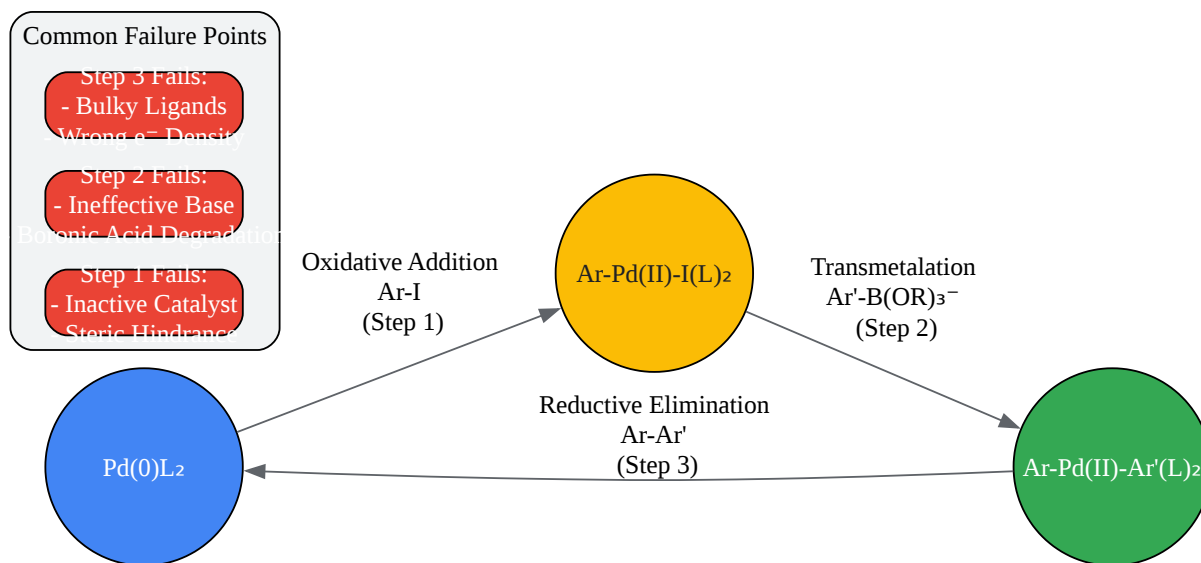 Common Failure Points
Step 3 Fails:
- Bulky Ligands
- Wrong e⁻ Density
Step 2 Fails:
- Ineffective Base
Boronic Acid Degradation
Step 1 Fails:
- Inactive Catalyst
- Steric Hindrance
Oxidative Addition
Ar-I
(Step 1)
Ar-Pd(II)-I(L)₂
Transmetalation
Ar'-B(OR)₃⁻
(Step 2)
Reductive Elimination
Ar-Ar'
(Step 3)
Pd(0)L₂
Ar-Pd(II)-Ar'(L)₂